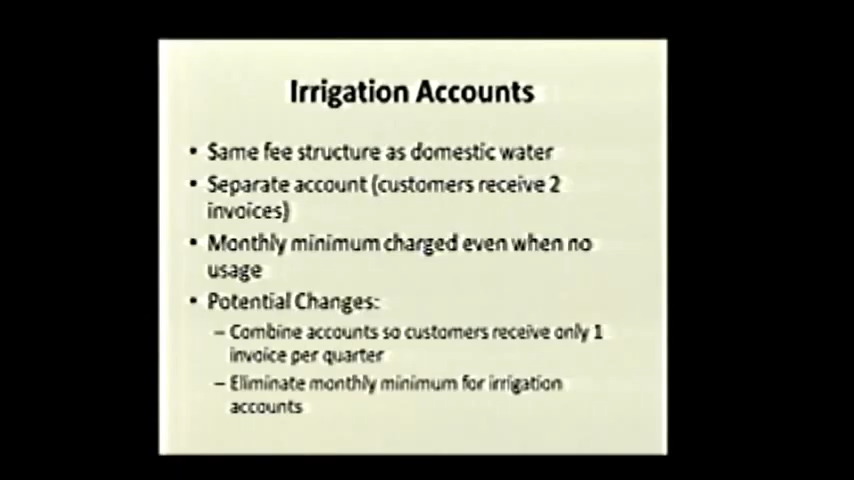 Irrigation Accounts
• Same fee structure as domestic water
• Separate account (customers receive 2
invoices)
• Monthly minimum charged even when no
usage
• Potential Changes:
– Combine accounts so customers receive only 1
invoice per quarter
– Eliminate monthly minimum for irrigation
accounts